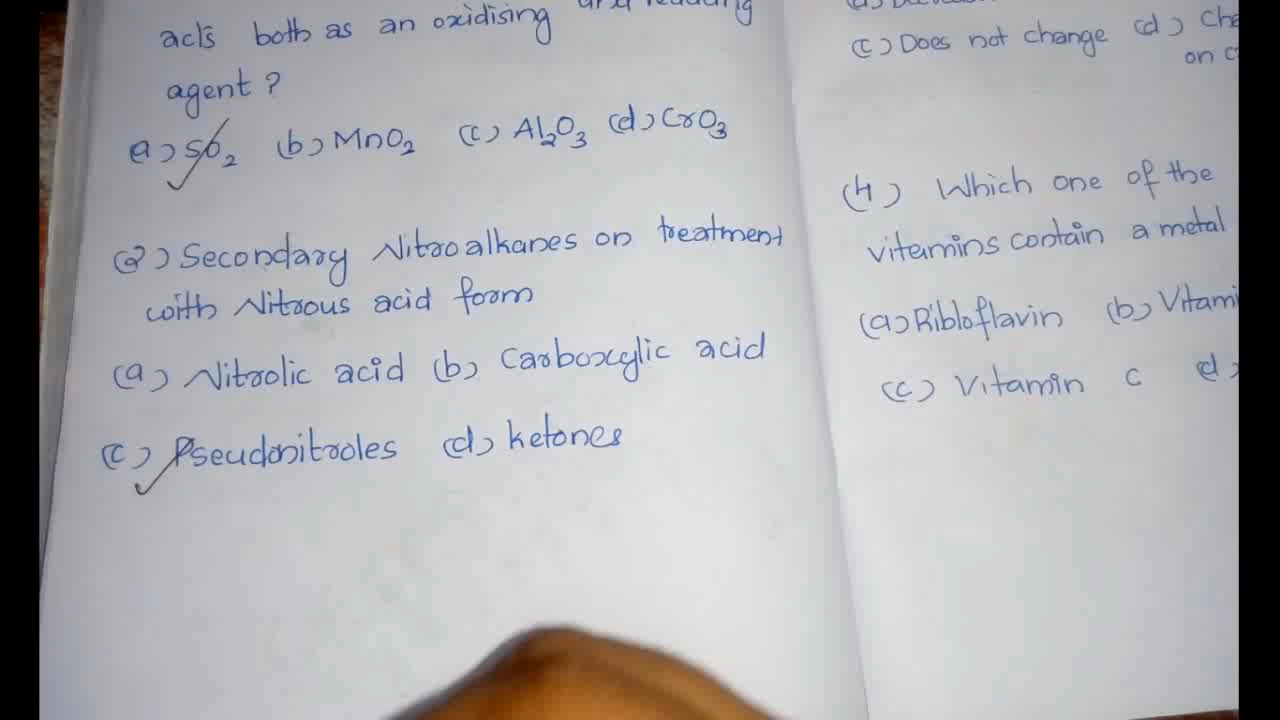 acts both as an oxidising and reducing
agent?
(a) SO₂ (b) MnO₂ (c) Al₂O₃ (d) CrO₃
(2) Secondary Nitroalkanes on treatment
with Nitrous acid form
(a) Nitrolic acid (b) Carboxylic acid
(c) Pseudonitroles (d) ketones
(c) Does not change (d)
on
(4) Which one of the
vitamins contain a metal
(a) Ribloflavin (b)
(c) Vitamin C d)